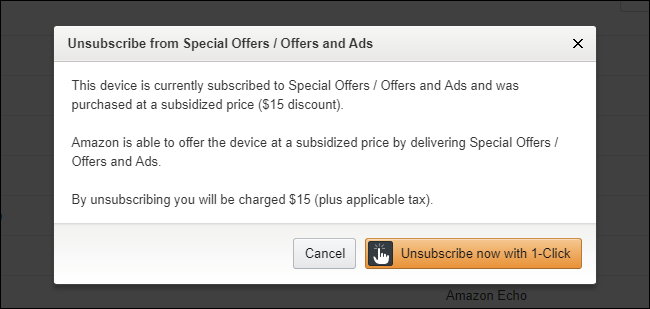 Unsubscribe from Special Offers / Offers and Ads
This device is currently subscribed to Special Offers / Offers and Ads and was
purchased at a subsidized price ($15 discount).
Amazon is able to offer the device at a subsidized price by delivering Special Offers /
Offers and Ads.
By unsubscribing you will be charged $15 (plus applicable tax).
Cancel
Unsubscribe now with 1-Click
Amazon Echo